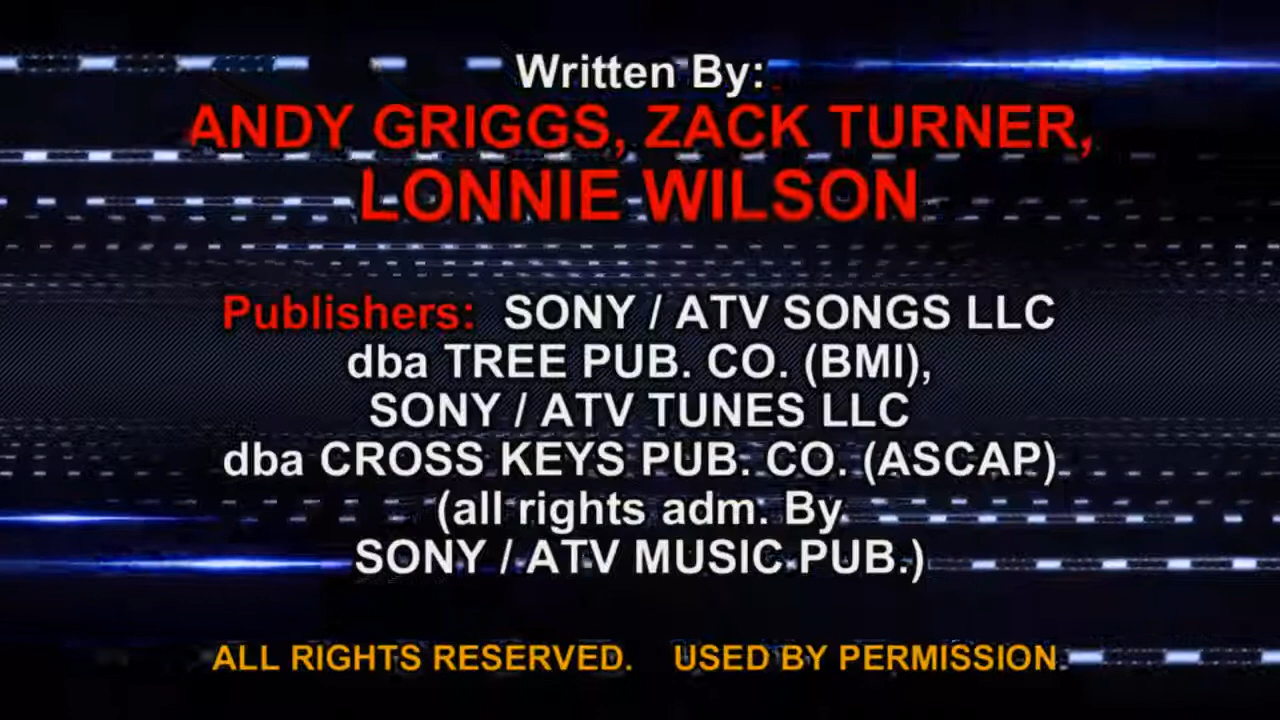 Written By:
ANDY GRIGGS, ZACK TURNER,
LONNIE WILSON
Publishers: SONY / ATV SONGS LLC
dba TREE PUB. CO. (BMI),
SONY / ATV TUNES LLC
dba CROSS KEYS PUB. CO. (ASCAP)
(all rights adm. By
SONY / ATV MUSIC PUB.)
ALL RIGHTS RESERVED. USED BY PERMISSION.